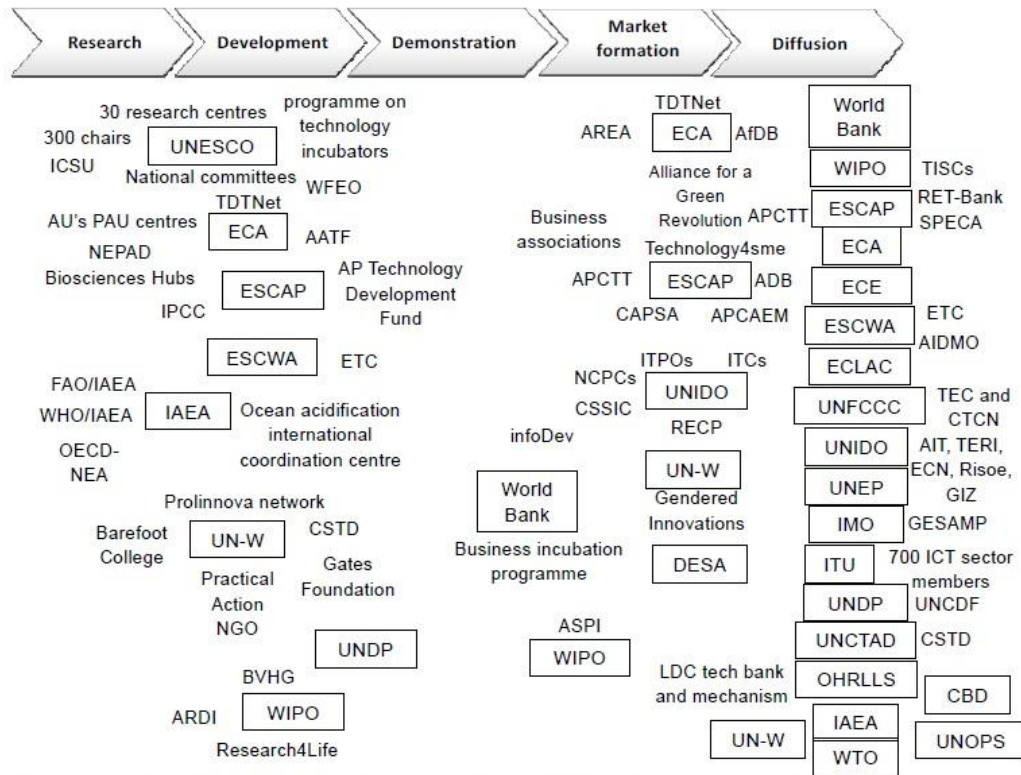 Research
Development
Demonstration
Market
formation
Diffusion
30 research centres
300 chairs
ICSU
UNESCO
programme on
technology
incubators
National committees
WFEO
TDTNet
AU's PAU centres
ECA
AATF
NEPAD
Biosciences Hubs
IPCC
ESCAP
AP Technology
Development
Fund
ESCWA
ETC
FAO/IAEA
WHO/IAEA
IAEA
OECD-
NEA
Ocean acidification
international
coordination centre
Prolinnova network
Barefoot
College
UN-W
CSTD
Practical
Action
NGO
Gates
Foundation
UNDP
BVHG
ARDI
WIPO
Research4Life
TDTNet
AREA
ECA
AfDB
Alliance for a
Green
Revolution
Business
associations
Technology4sme
APCTT
ESCAP
ADB
CAPSA
APCAEM
ITPOs
ITCs
NCPCs
CSSIC
UNIDO
RECP
infoDev
World
Bank
Business incubation
programme
UN-W
Gendered
Innovations
DESA
ASPI
WIPO
World
Bank
WIPO
TISCs
APCTT
ESCAP
RET-Bank
SPECA
ECA
ECE
ESCWA
ETC
AIDMO
ECLAC
UNFCCC
TEC and
CTCN
UNIDO
AIT, TERI,
ECN, Risoe,
GIZ
UNEP
IMO
GESAMP
ITU
700 ICT sector
members
UNDP
UNCDF
UNCTAD
CSTD
LDC tech bank
and mechanism
OHRLLS
CBD
UN-W
IAEA
UNOPS
WTO